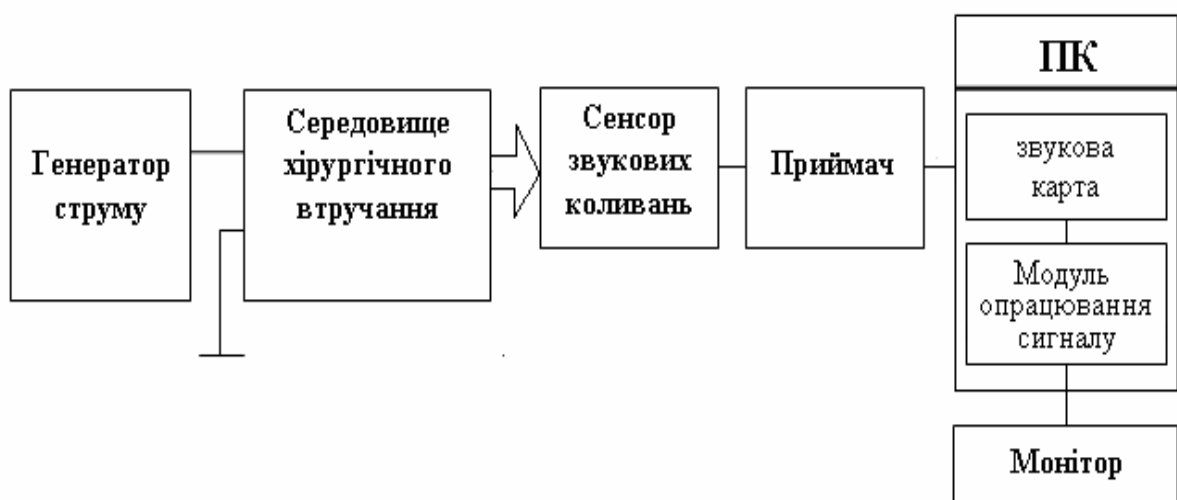 Генератор
струму
Середовище
хірургічного
втручання
Сенсор
звукових
коливань
Приймач
ПК
звукова
карта
Модуль
опрацювання
сигналу
Монітор